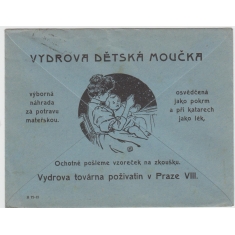 VYDROVA DĚTSKÁ MOUČKA
výborná
náhrada
za potravu
mateřskou.
osvědčená
jako pokrm
a při katarech
jako lék.
Ochotně pošleme vzoreček na zkoušku.
Vydrova továrna poživatin v Praze VIII.